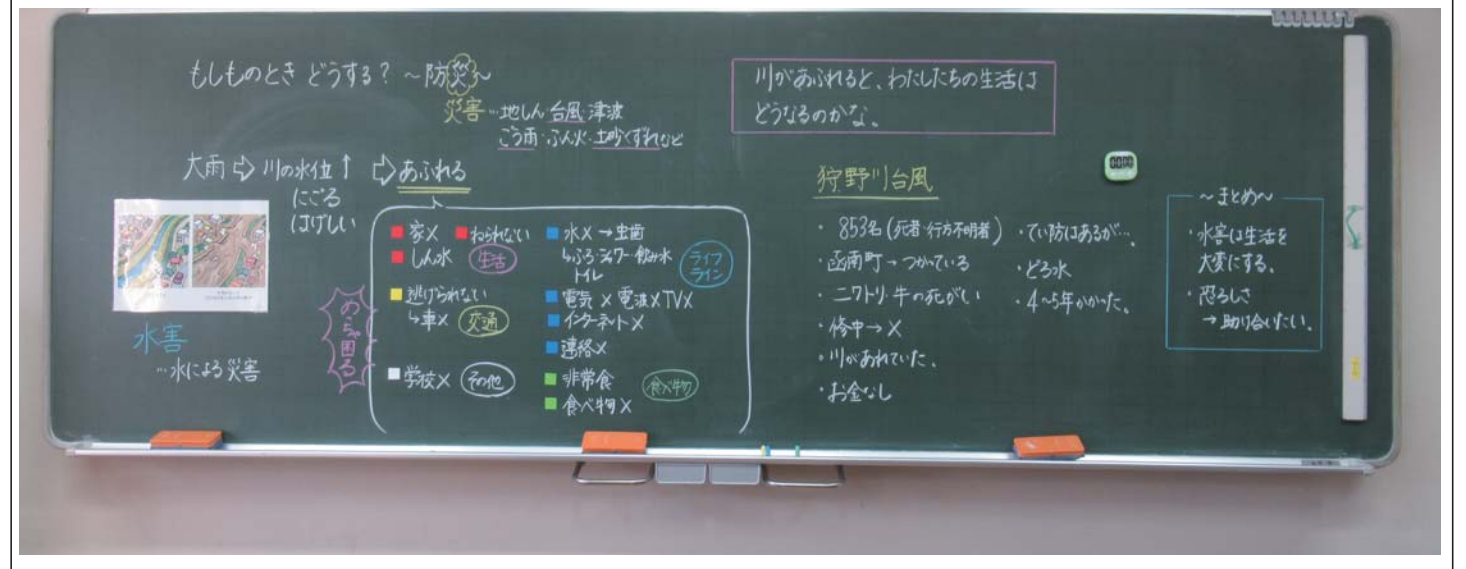 もしものとき どうする? ～防災～
災害…地しん・台風・津波
ごう雨・ふん火・土砂くずれなど
大雨⇨川の水位↑ ⇨あふれる
にごる
はげしい
水害
…水による災害
めっちゃ困る
■家× ■ねられない
■しん水 生活
■逃げられない
↳車× 交通
■学校× その他
■水×→虫歯
↳ふろ・シャワー・飲み水
トイレ
ライフ
ライン
■電気 × 電波×TV×
■インターネット×
■連絡×
■非常食
■食べ物×
食べ物
川があふれると、わたしたちの生活は
どうなるのかな。
狩野川台風
・853名(死者・行方不明者)
・函南町→つかっている
・ニワトリ・牛の死がい
・修中→×
・川があれていた、
・お金なし
・てい防はあるが…、
・どろ水
・4～5年かかった。
～まとめ～
・水害は生活を
大変にする。
・恐ろしさ
→助け合いたい。